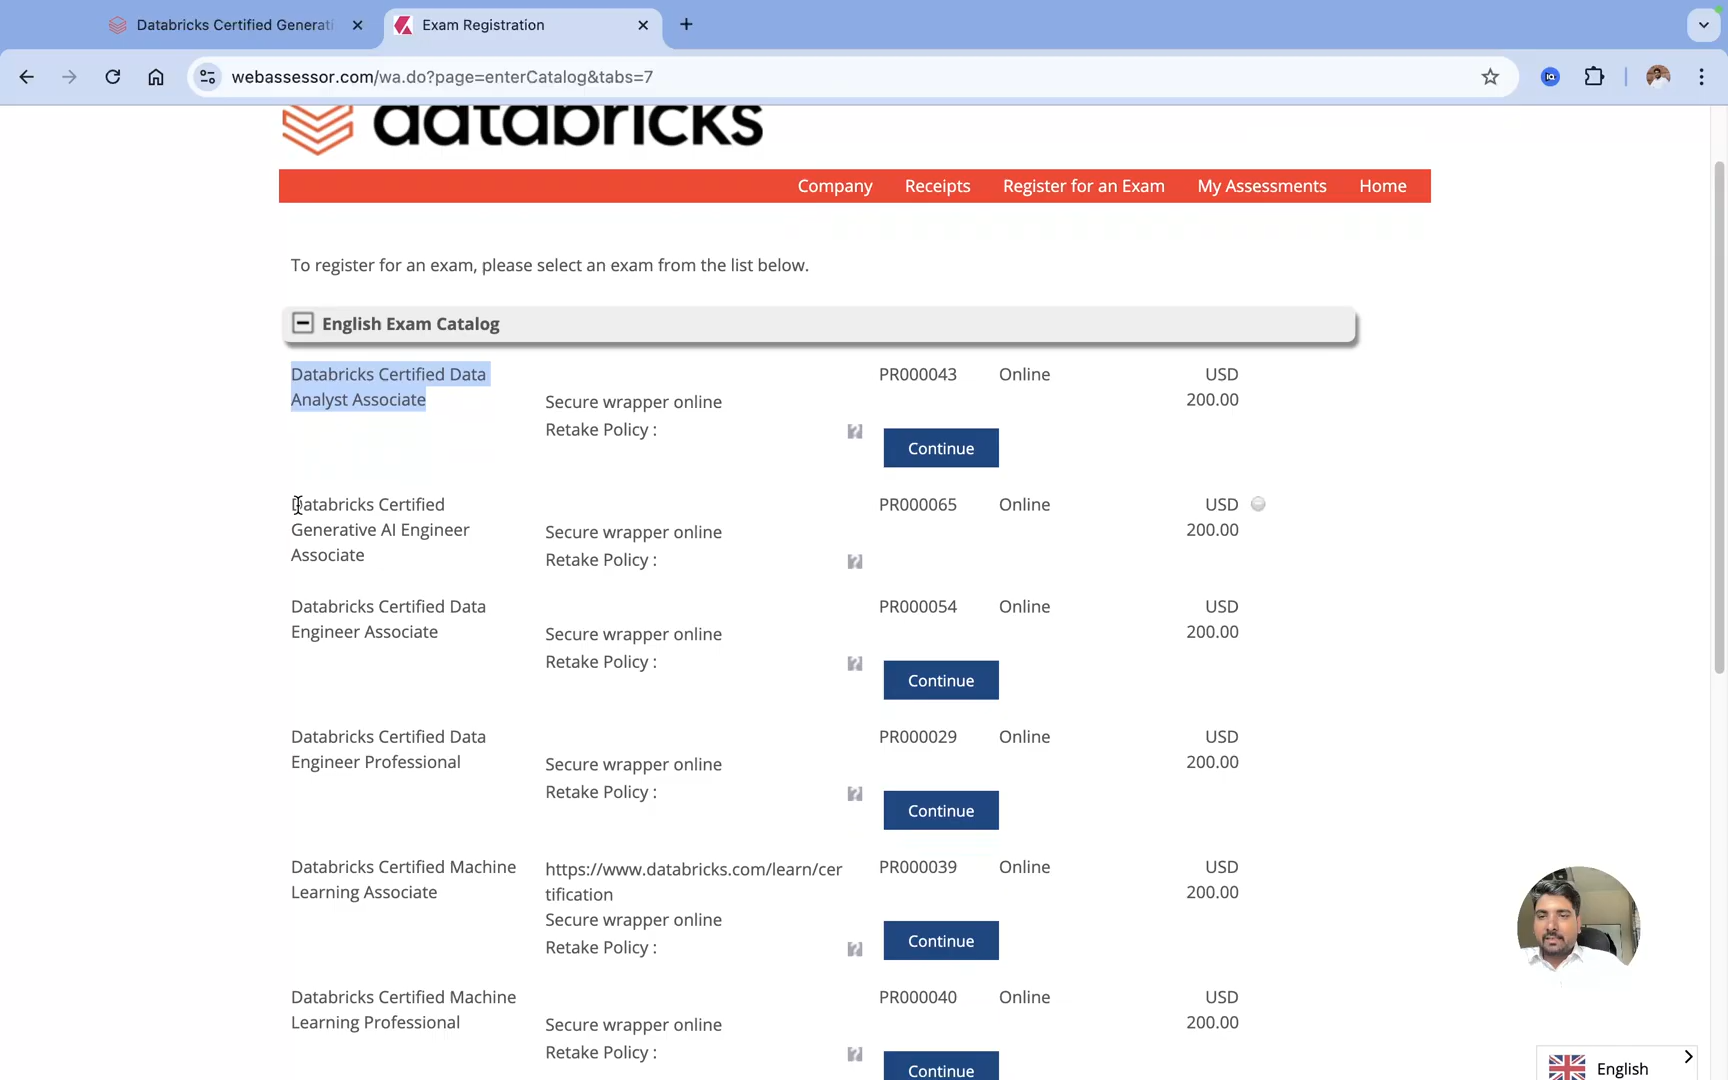 Databricks Certified Generati
Exam Registration
webassessor.com/wa.do?page=enterCatalog&tabs=7
databricks
Company Receipts Register for an Exam My Assessments Home
To register for an exam, please select an exam from the list below.
English Exam Catalog
Databricks Certified Data
Analyst Associate
Secure wrapper online
Retake Policy :
PR000043 Online USD
200.00
Continue
Databricks Certified
Generative AI Engineer
Associate
Secure wrapper online
Retake Policy :
PR000065 Online USD
200.00
Databricks Certified Data
Engineer Associate
Secure wrapper online
Retake Policy :
PR000054 Online USD
200.00
Continue
Databricks Certified Data
Engineer Professional
Secure wrapper online
Retake Policy :
PR000029 Online USD
200.00
Continue
Databricks Certified Machine
Learning Associate
https://www.databricks.com/learn/cer
tification
Secure wrapper online
Retake Policy :
PR000039 Online USD
200.00
Continue
Databricks Certified Machine
Learning Professional
Secure wrapper online
Retake Policy :
PR000040 Online USD
200.00
Continue
English